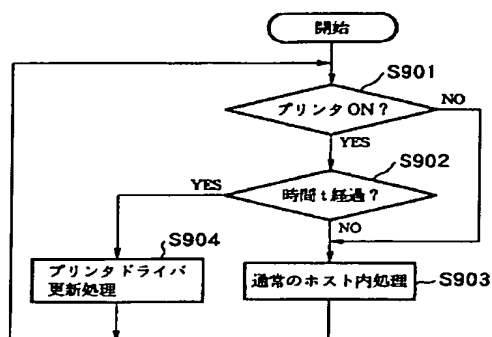 開始
S901
プリンタON?
NO
YES
S902
YES
時間t経過?
NO
S904
プリンタドライバ
更新処理
通常のホスト内処理
S903